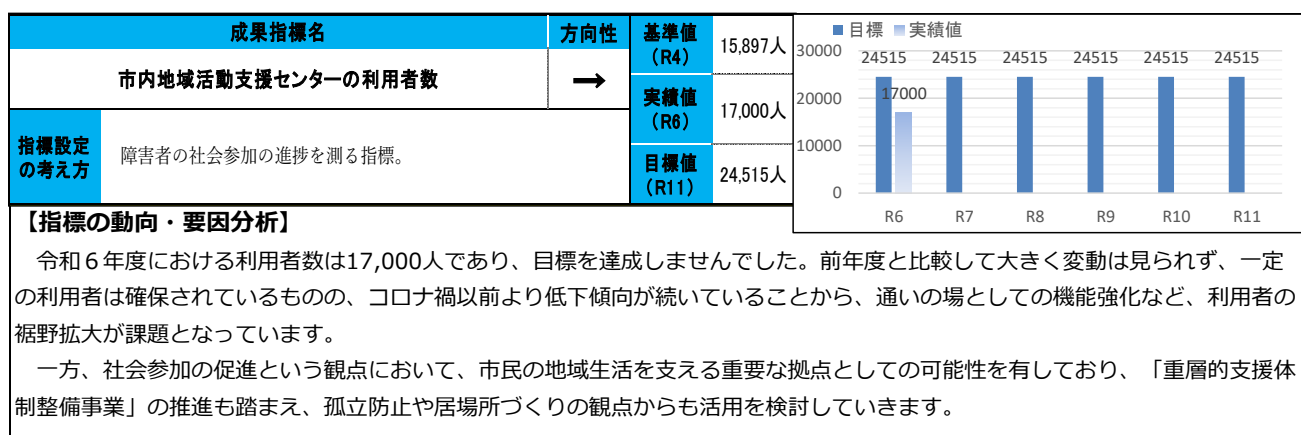 成果指標名
方向性
市内地域活動支援センターの利用者数
→
指標設定
の考え方
障害者の社会参加の進捗を測る指標。
基準値
（R4）
15,897人
実績値
（R6）
17,000人
目標値
（R11）
24,515人
目標 実績値
30000
20000
10000
0
24515 24515 24515 24515 24515 24515
17000
R6 R7 R8 R9 R10 R11
【指標の動向・要因分析】
令和６年度における利用者数は17,000人であり、目標を達成しませんでした。前年度と比較して大きく変動は見られず、一定
の利用者は確保されているものの、コロナ禍以前より低下傾向が続いていることから、通いの場としての機能強化など、利用者の
裾野拡大が課題となっています。
一方、社会参加の促進という観点において、市民の地域生活を支える重要な拠点としての可能性を有しており、「重層的支援体
制整備事業」の推進も踏まえ、孤立防止や居場所づくりの観点からも活用を検討していきます。